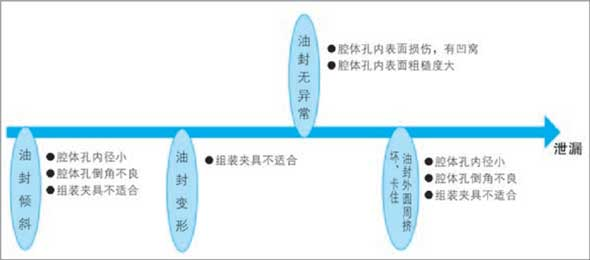 油封无异常
●腔体孔内表面损伤，有凹窝
●腔体孔内表面粗糙度大
泄漏
油封倾斜
●腔体孔内径小
●腔体孔倒角不良
●组装夹具不适合
油封变形
●组装夹具不适合
油封外圆周挤
坏、卡住
●腔体孔内径小
●腔体孔倒角不良
●组装夹具不适合